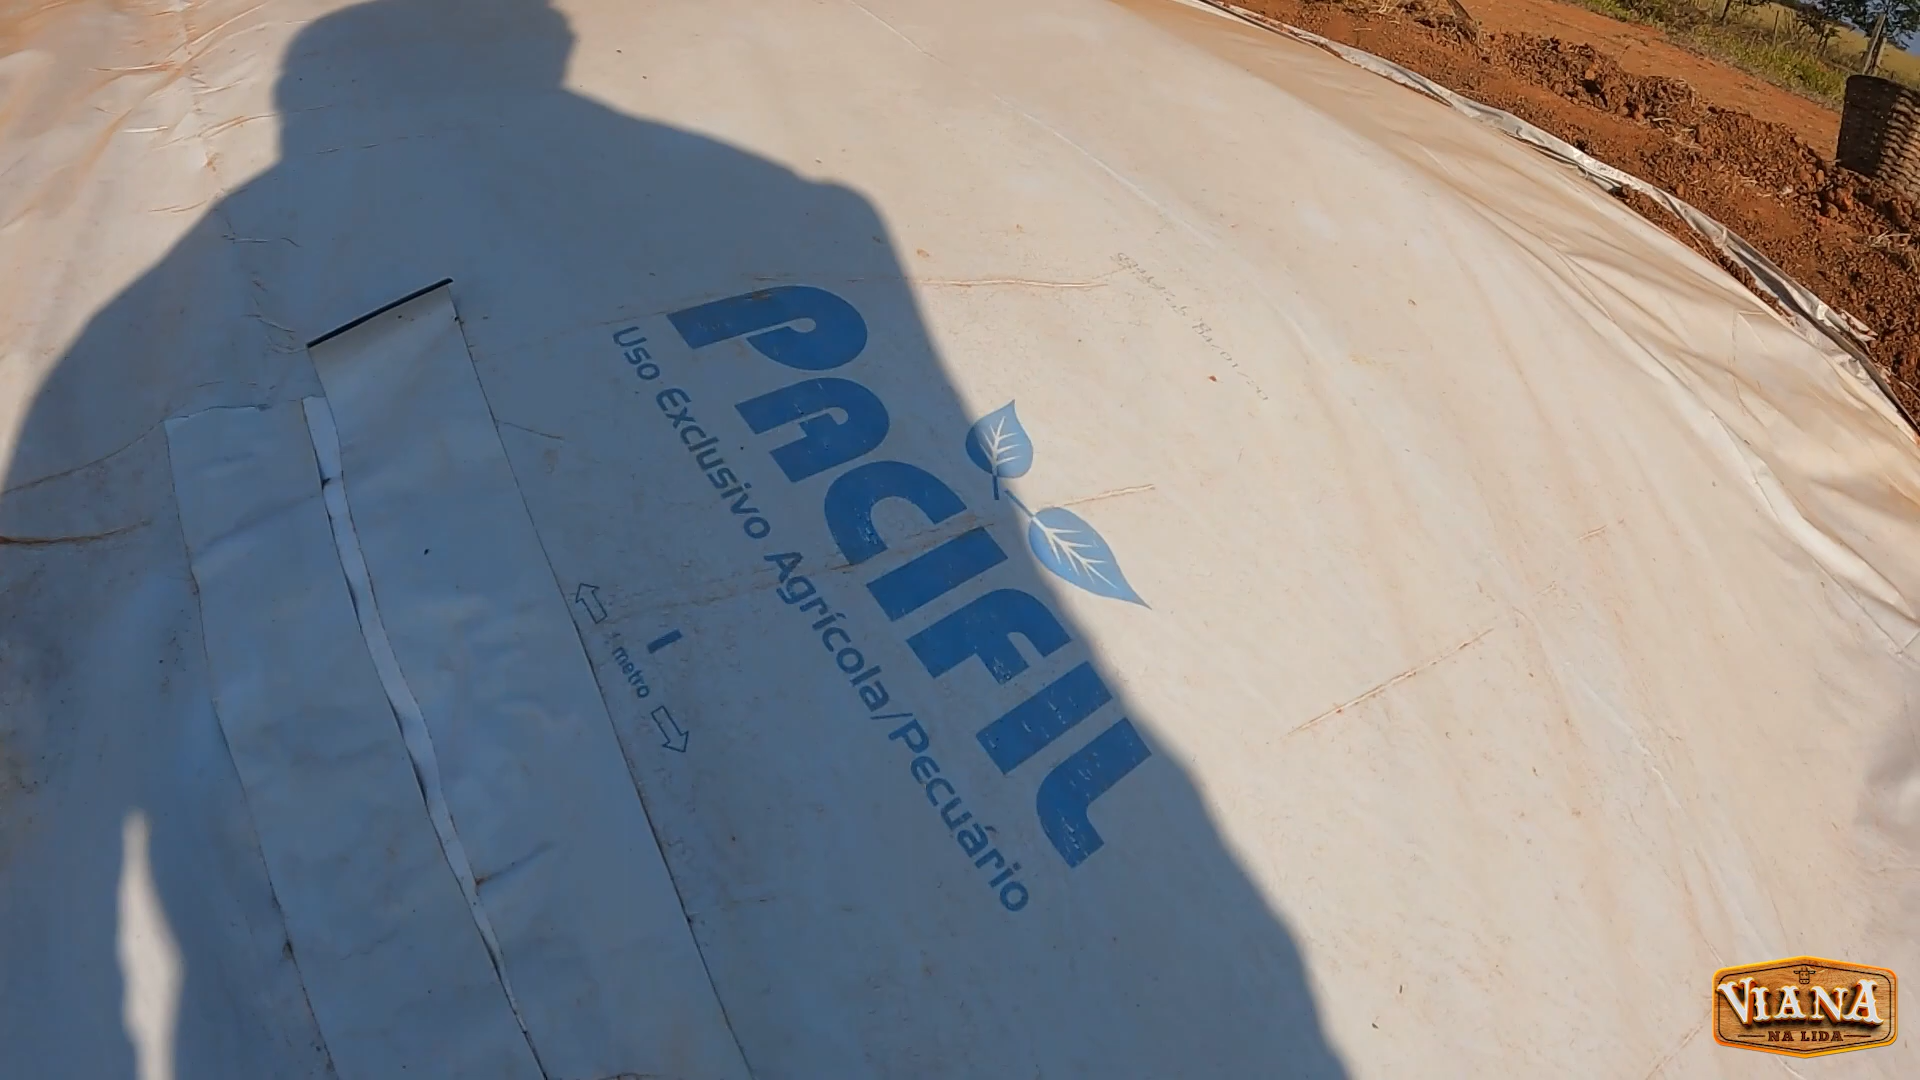 PACIFIL
Uso Exclusivo Agrícola/Pecuário
1 metro
VIANA
NA LIDA